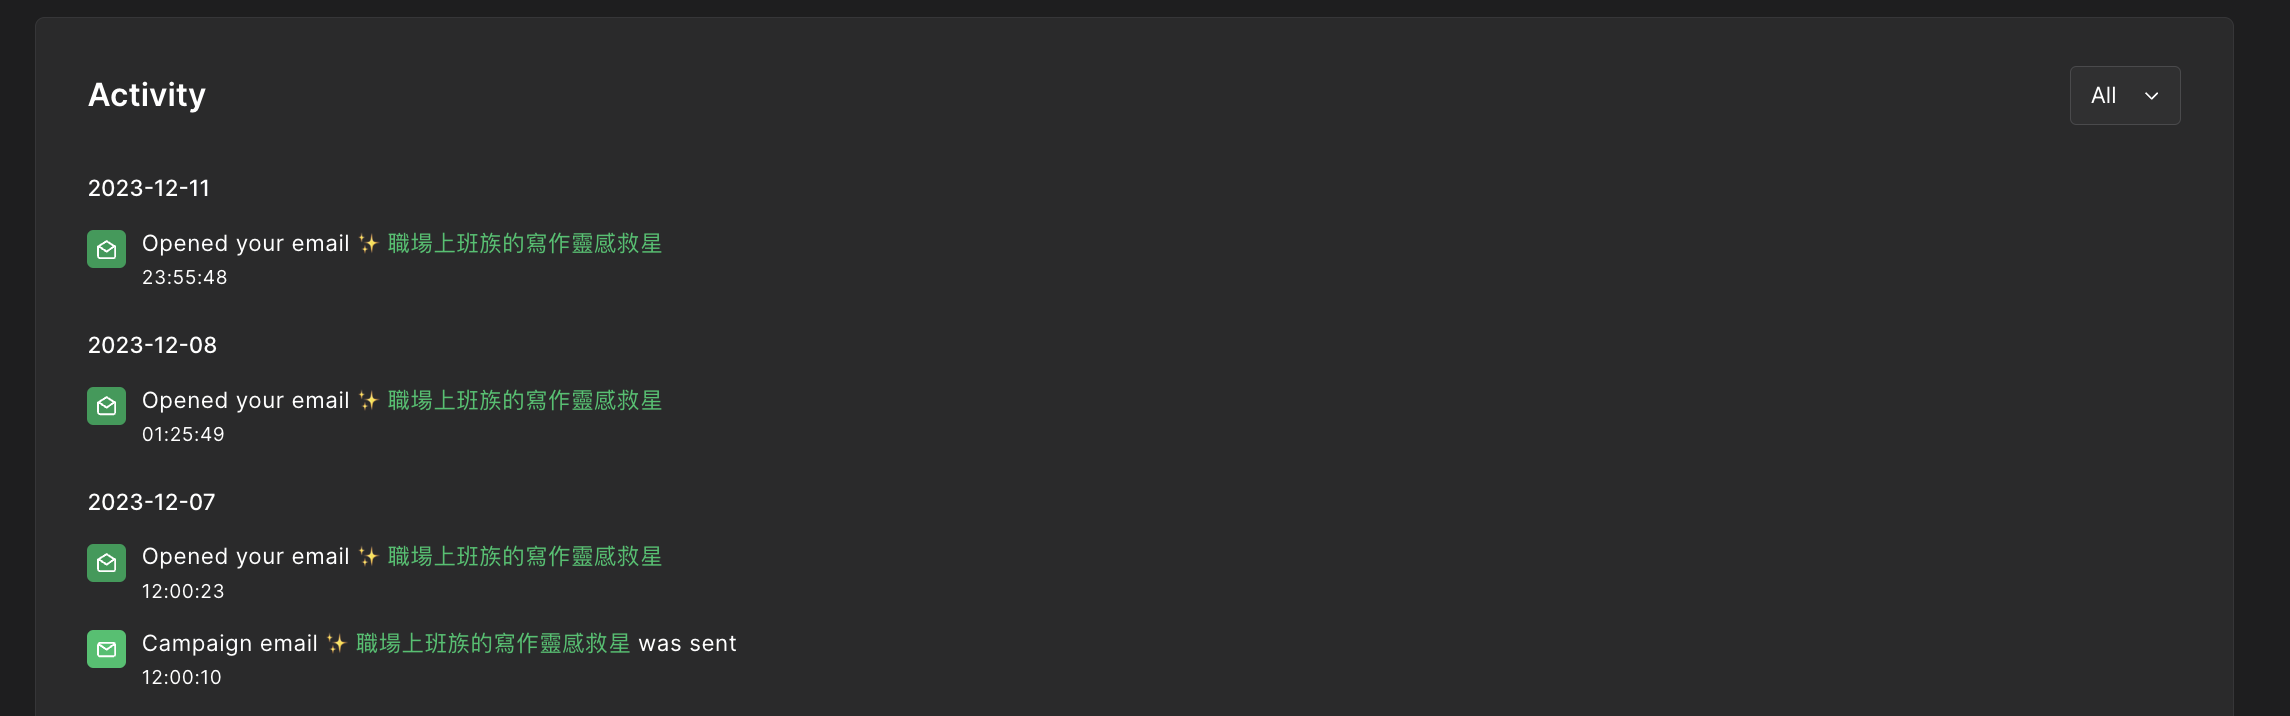 Activity
All
2023-12-11
Opened your email ✨ 職場上班族的寫作靈感救星
23:55:48
2023-12-08
Opened your email ✨ 職場上班族的寫作靈感救星
01:25:49
2023-12-07
Opened your email ✨ 職場上班族的寫作靈感救星
12:00:23
Campaign email ✨ 職場上班族的寫作靈感救星 was sent
12:00:10